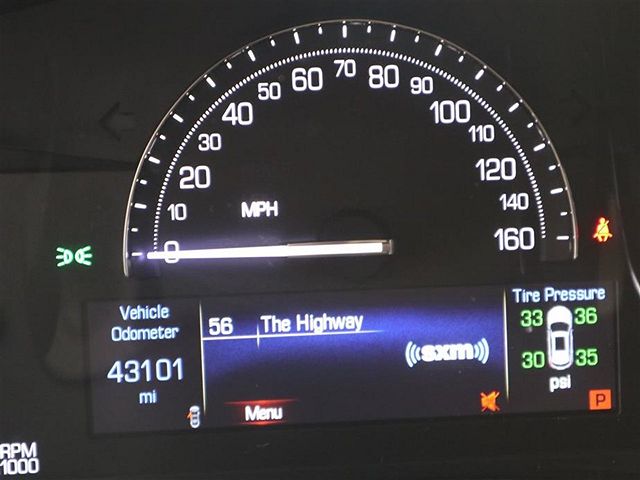 0
10
20
30
40
50
60
70
80
90
100
110
120
140
160
MPH
Vehicle
Odometer
43101
mi
56 The Highway
((sxm))
Menu
Tire Pressure
33 36
30 35
psi
P
RPM
1000